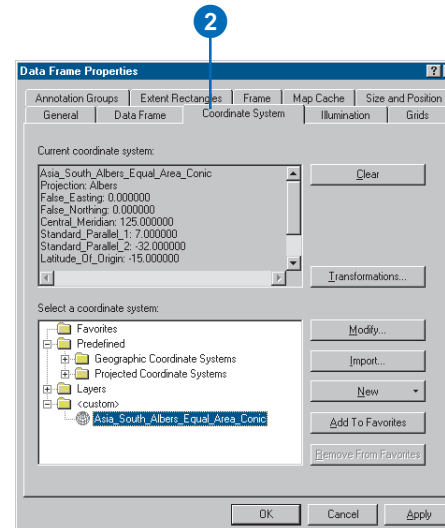 2
Data Frame Properties
?
Annotation Groups Extent Rectangles Frame Map Cache Size and Position
General Data Frame Coordinate System Illumination Grids
Current coordinate system:
Asia_South_Albers_Equal_Area_Conic
Projection: Albers
False_Easting: 0.000000
False_Northing: 0.000000
Central_Meridian: 125.000000
Standard_Parallel_1: 7.000000
Standard_Parallel_2: -32.000000
Latitude_Of_Origin: -15.000000
Clear
Transformations...
Select a coordinate system:
Favorites
Predefined
Geographic Coordinate Systems
Projected Coordinate Systems
Layers
<custom>
Asia_South_Albers_Equal_Area_Conic
Modify...
Import...
New
Add To Favorites
Remove From Favorites
OK Cancel Apply